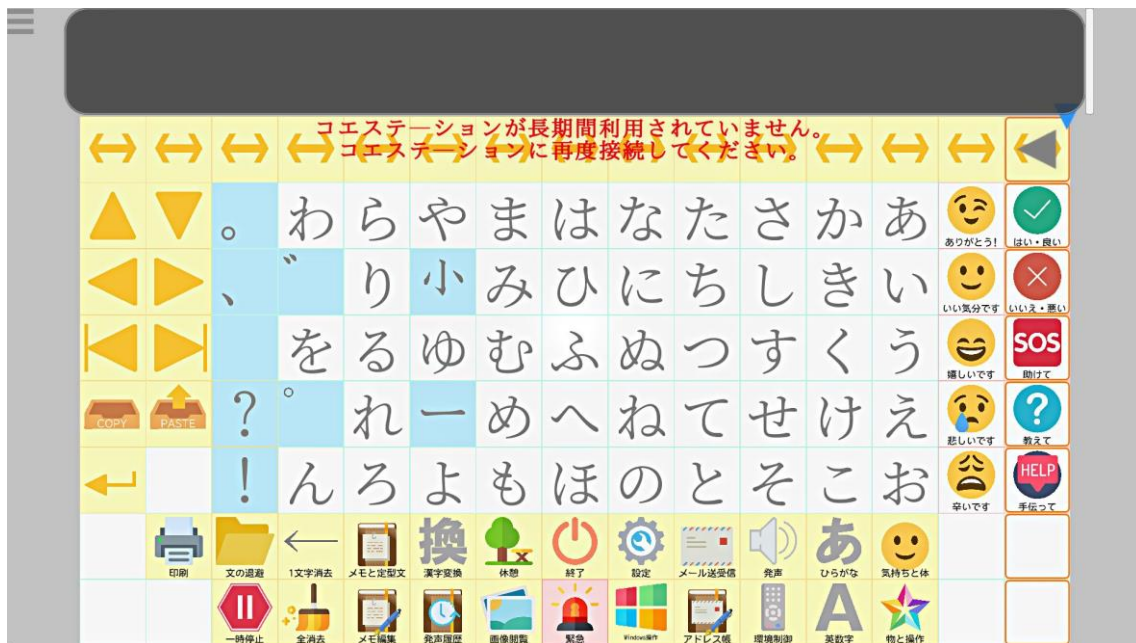 コエステーションが長期間利用されていません。
コエステーションに再度接続してください。
。 わ ら や ま は な た さ か あ
ありがとう! はい・良い
、 ゛ り 小 み ひ に ち し き い
いい気分です いいえ・悪い
を る ゆ む ふ ぬ つ す く う SOS
嬉しいです 助けて
COPY PASTE ? ゜ れ ー め へ ね て せ け え ?
悲しいです 教えて
! ん ろ よ も ほ の と そ こ お HELP
辛いです 手伝って
換 あ
印刷 文の退避 1文字消去 メモと定型文 漢字変換 休憩 終了 設定 メール送受信 発声 ひらがな 気持ちと体
A
一時停止 全消去 メモ編集 発声履歴 画像閲覧 緊急 Windows操作 アドレス帳 環境制御 英数字 物と操作